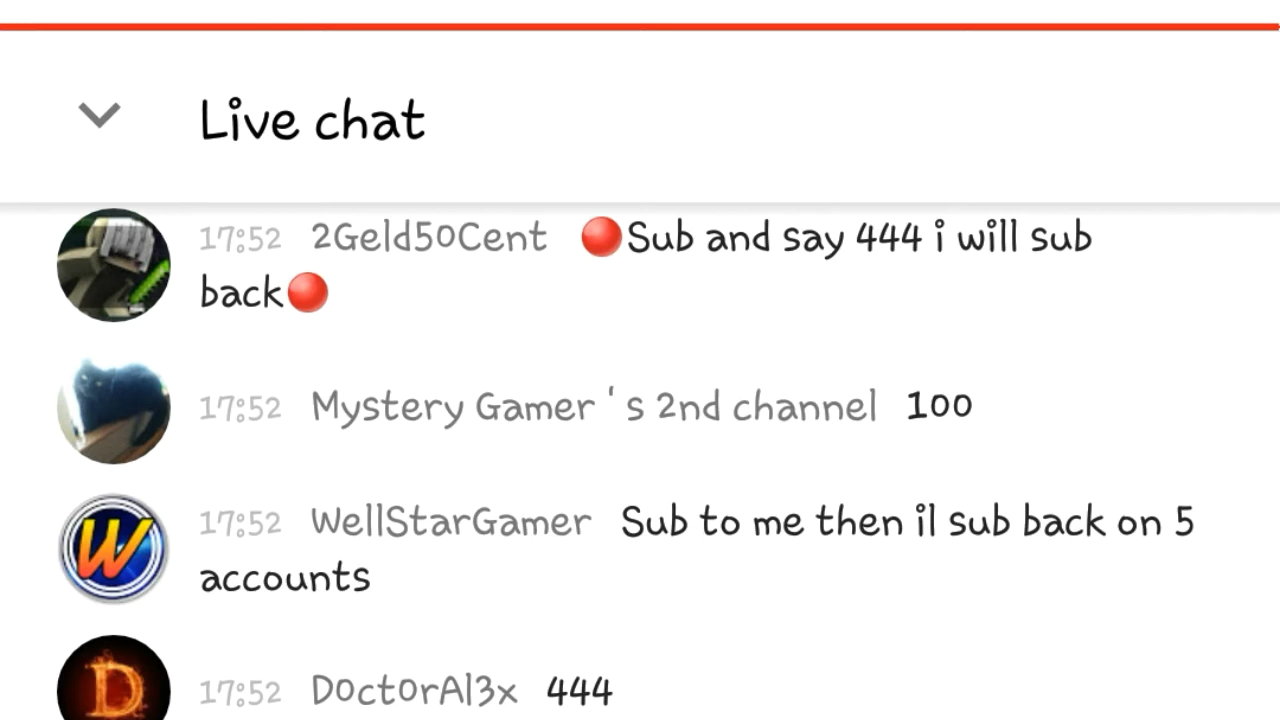 Live chat
17:52 2Geld50Cent 🔴Sub and say 444 i will sub
back🔴
17:52 Mystery Gamer ' s 2nd channel 100
W
17:52 WellStarGamer Sub to me then il sub back on 5
accounts
D
17:52 D0ct0rAl3x 444